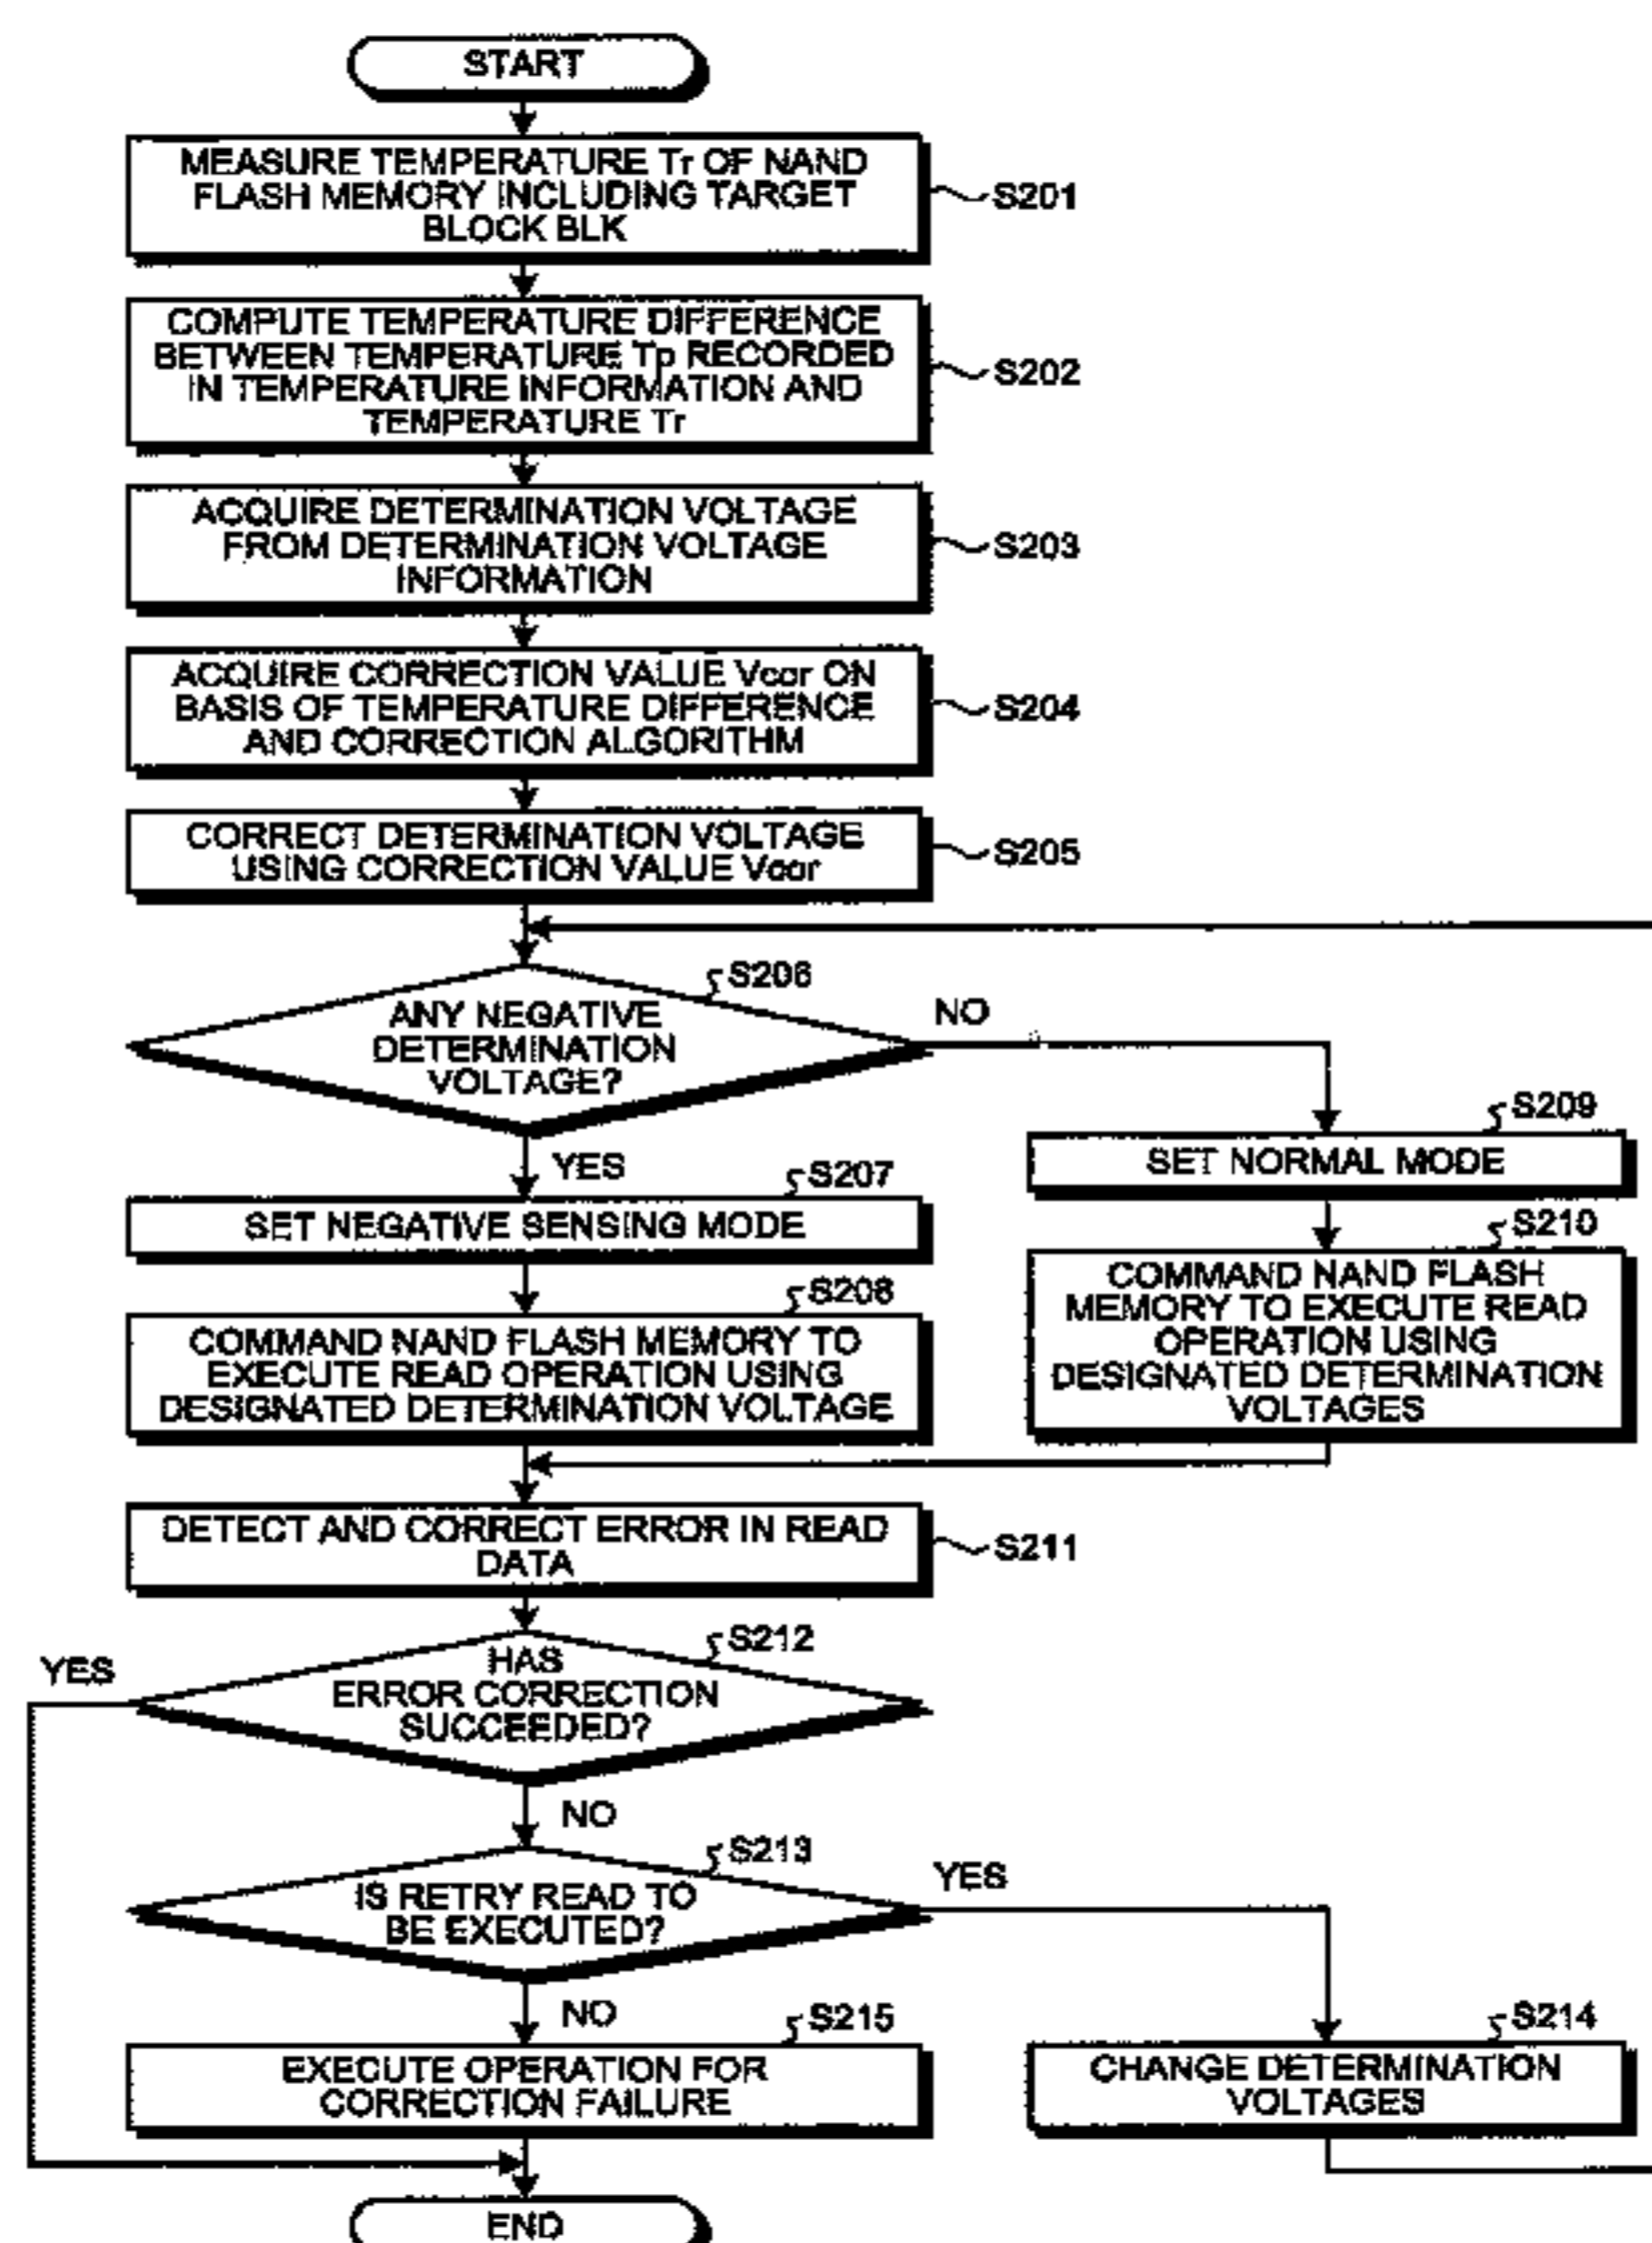 START
MEASURE TEMPERATURE Tr OF NAND
FLASH MEMORY INCLUDING TARGET
BLOCK BLK
S201
COMPUTE TEMPERATURE DIFFERENCE
BETWEEN TEMPERATURE Tp RECORDED
IN TEMPERATURE INFORMATION AND
TEMPERATURE Tr
S202
ACQUIRE DETERMINATION VOLTAGE
FROM DETERMINATION VOLTAGE
INFORMATION
S203
ACQUIRE CORRECTION VALUE Vcor ON
BASIS OF TEMPERATURE DIFFERENCE
AND CORRECTION ALGORITHM
S204
CORRECT DETERMINATION VOLTAGE
USING CORRECTION VALUE Vcor
S205
S206
ANY NEGATIVE
DETERMINATION
VOLTAGE?
NO
YES
S207
SET NEGATIVE SENSING MODE
S208
COMMAND NAND FLASH MEMORY TO
EXECUTE READ OPERATION USING
DESIGNATED DETERMINATION VOLTAGE
S209
SET NORMAL MODE
S210
COMMAND NAND FLASH
MEMORY TO EXECUTE READ
OPERATION USING
DESIGNATED DETERMINATION
VOLTAGES
DETECT AND CORRECT ERROR IN READ
DATA
S211
S212
HAS
ERROR CORRECTION
SUCCEEDED?
YES
NO
S213
IS RETRY READ TO
BE EXECUTED?
YES
NO
S215
EXECUTE OPERATION FOR
CORRECTION FAILURE
S214
CHANGE DETERMINATION
VOLTAGES
END